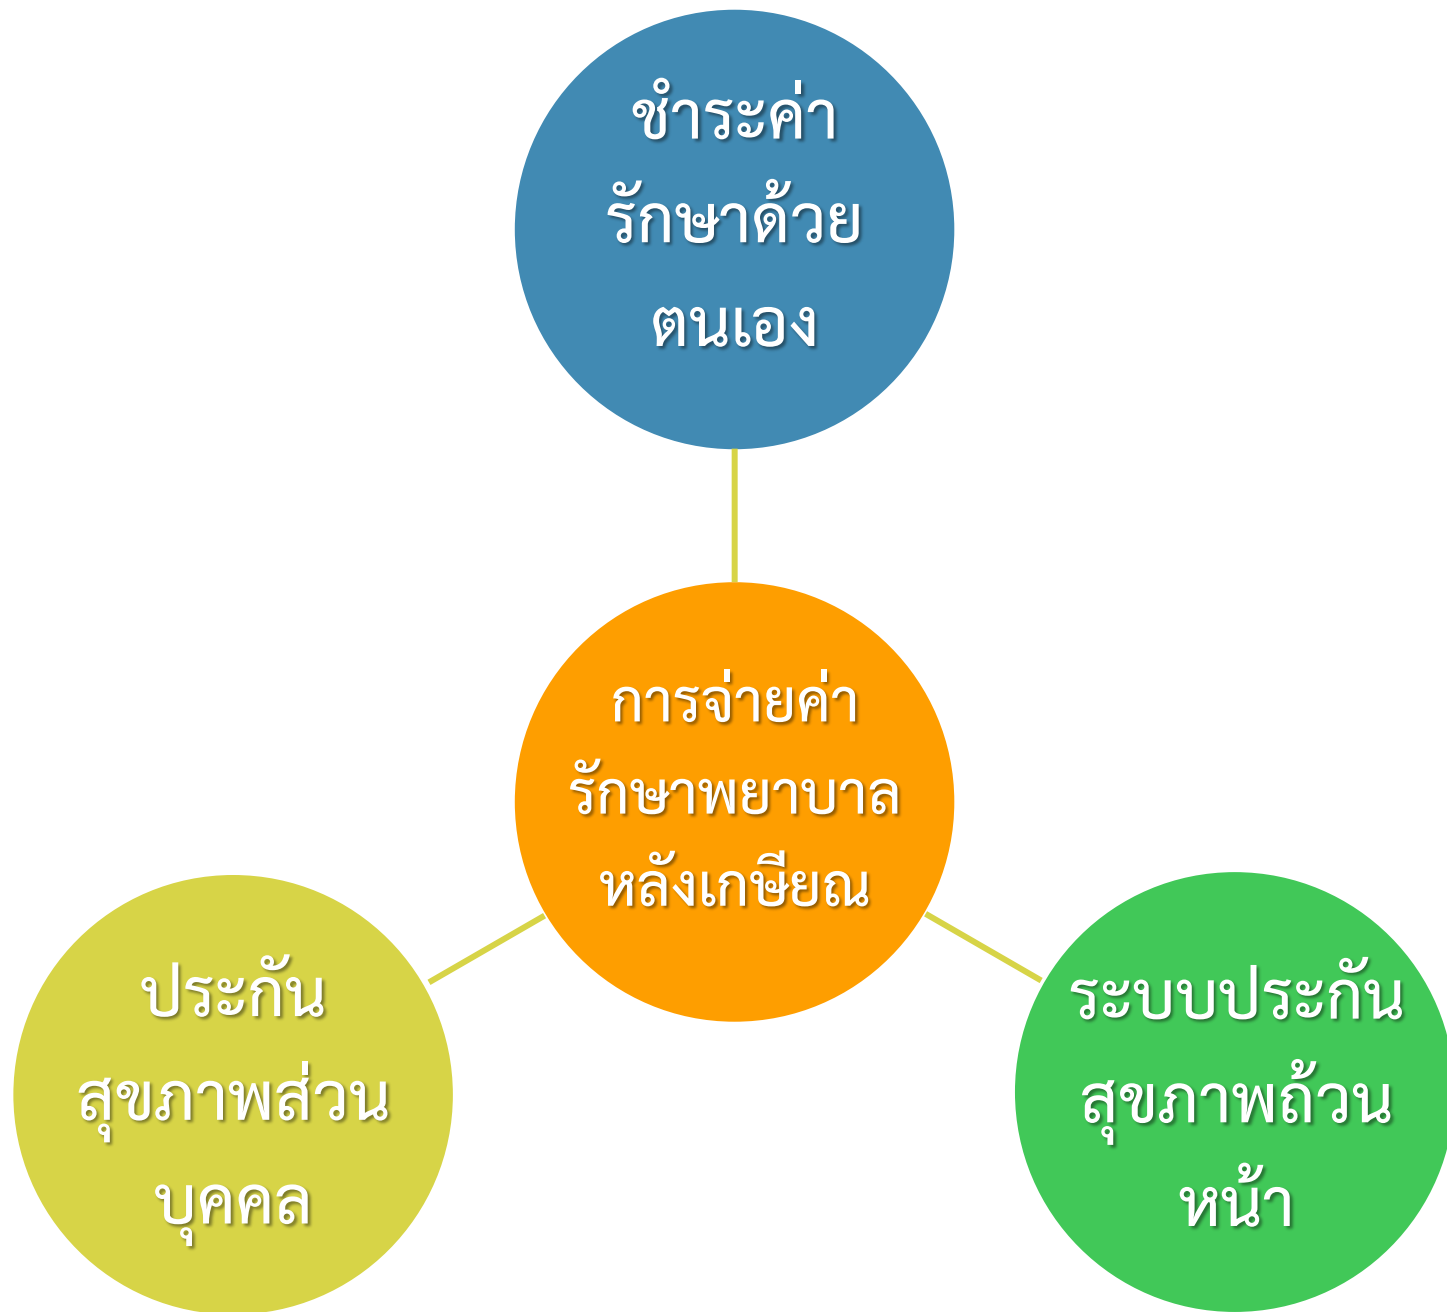 ชำระค่า
รักษาด้วย
ตนเอง
การจ่ายค่า
รักษาพยาบาล
หลังเกษียณ
ประกัน
สุขภาพส่วน
บุคคล
ระบบประกัน
สุขภาพถ้วน
หน้า